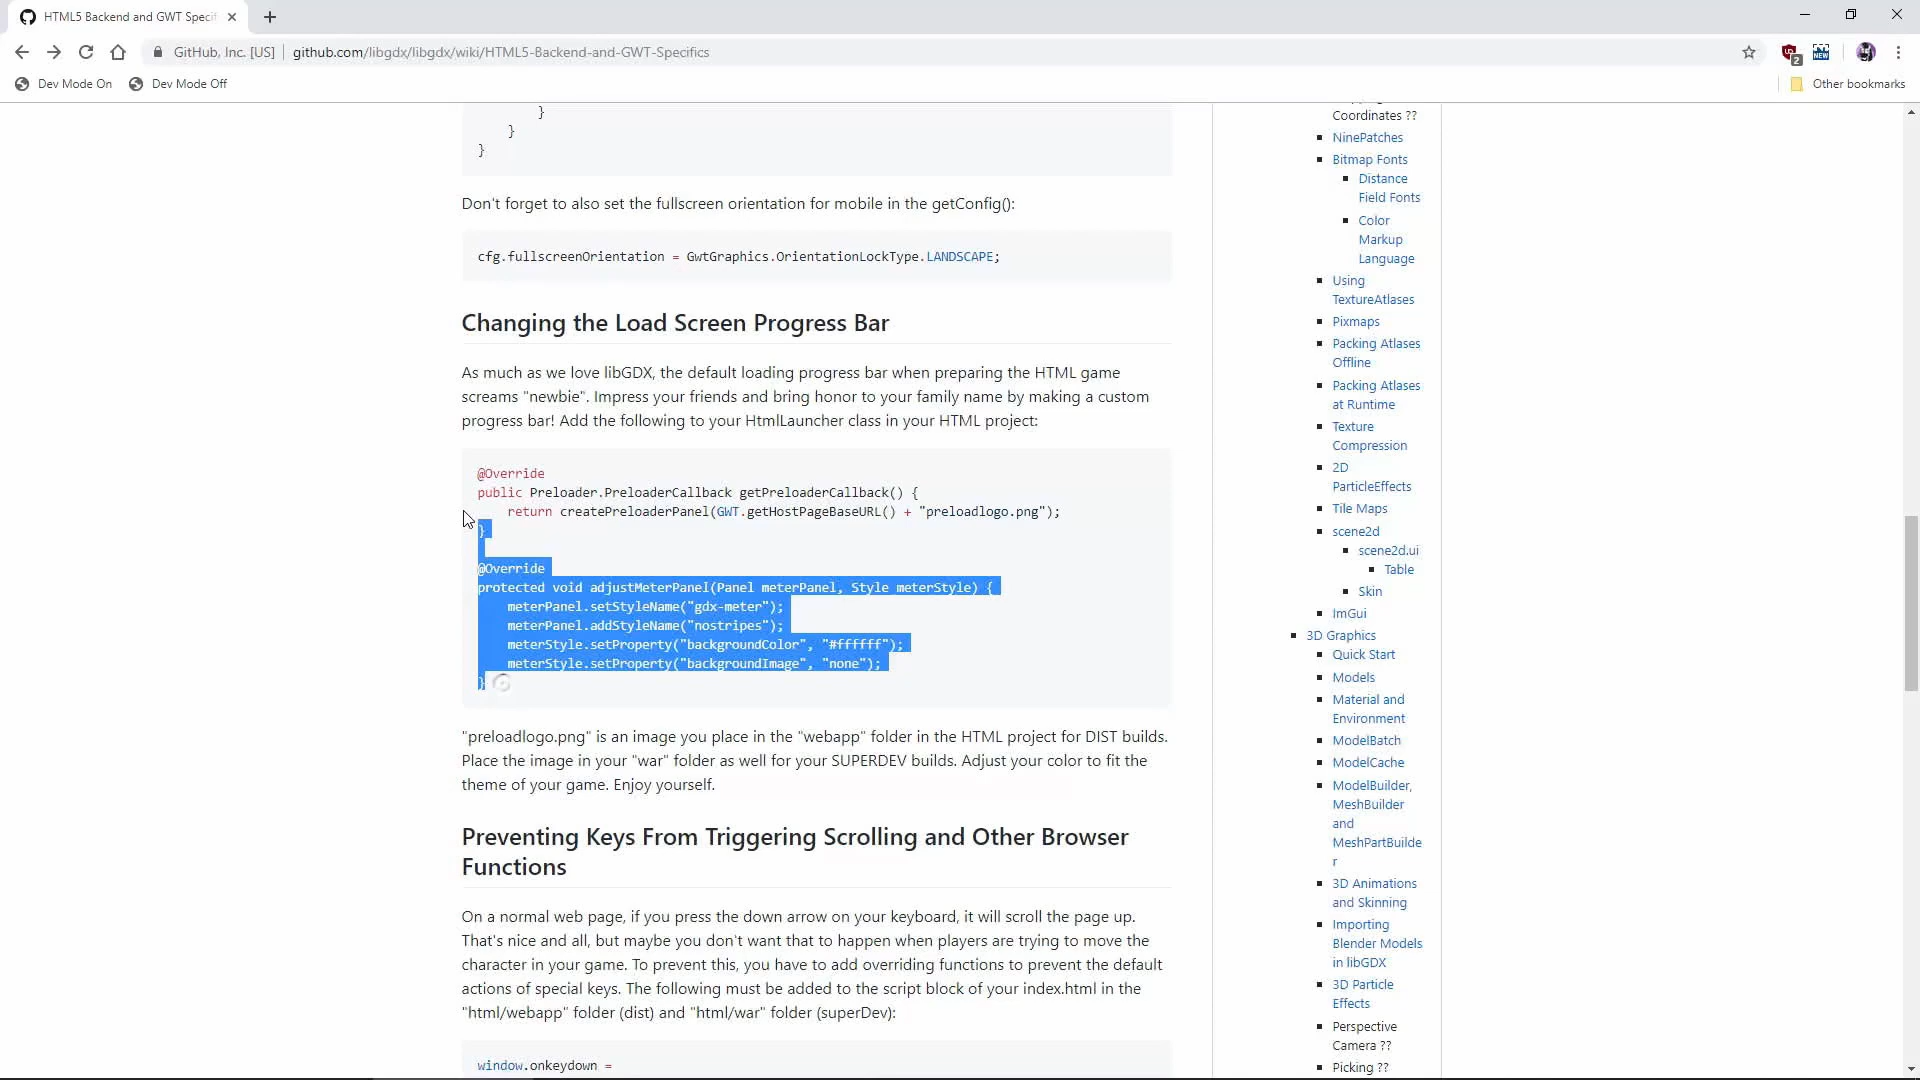 HTML5 Backend and GWT Specif
GitHub, Inc. [US]
github.com/libgdx/libgdx/wiki/HTML5-Backend-and-GWT-Specifics
2
NEW
Dev Mode On
Dev Mode Off
Other bookmarks
}
}
}
Don't forget to also set the fullscreen orientation for mobile in the getConfig():
cfg.fullscreenOrientation = GwtGraphics.OrientationLockType.LANDSCAPE;
Changing the Load Screen Progress Bar
As much as we love libGDX, the default loading progress bar when preparing the HTML game
screams "newbie". Impress your friends and bring honor to your family name by making a custom
progress bar! Add the following to your HtmlLauncher class in your HTML project:
@Override
public Preloader.PreloaderCallback getPreloaderCallback() {
return createPreloaderPanel(GWT.getHostPageBaseURL() + "preloadlogo.png");
}
@Override
protected void adjustMeterPanel(Panel meterPanel, Style meterStyle) {
meterPanel.setStyleName("gdx-meter");
meterPanel.addStyleName("nostripes");
meterStyle.setProperty("backgroundColor", "#ffffff");
meterStyle.setProperty("backgroundImage", "none");
}
"preloadlogo.png" is an image you place in the "webapp" folder in the HTML project for DIST builds.
Place the image in your "war" folder as well for your SUPERDEV builds. Adjust your color to fit the
theme of your game. Enjoy yourself.
Preventing Keys From Triggering Scrolling and Other Browser
Functions
On a normal web page, if you press the down arrow on your keyboard, it will scroll the page up.
That's nice and all, but maybe you don't want that to happen when players are trying to move the
character in your game. To prevent this, you have to add overriding functions to prevent the default
actions of special keys. The following must be added to the script block of your index.html in the
"html/webapp" folder (dist) and "html/war" folder (superDev):
window.onkeydown =
Coordinates ??
NinePatches
Bitmap Fonts
Distance
Field Fonts
Color
Markup
Language
Using
TextureAtlases
Pixmaps
Packing Atlases
Offline
Packing Atlases
at Runtime
Texture
Compression
2D
ParticleEffects
Tile Maps
scene2d
scene2d.ui
Table
Skin
ImGui
3D Graphics
Quick Start
Models
Material and
Environment
ModelBatch
ModelCache
ModelBuilder,
MeshBuilder
and
MeshPartBuilde
r
3D Animations
and Skinning
Importing
Blender Models
in libGDX
3D Particle
Effects
Perspective
Camera ??
Picking ??